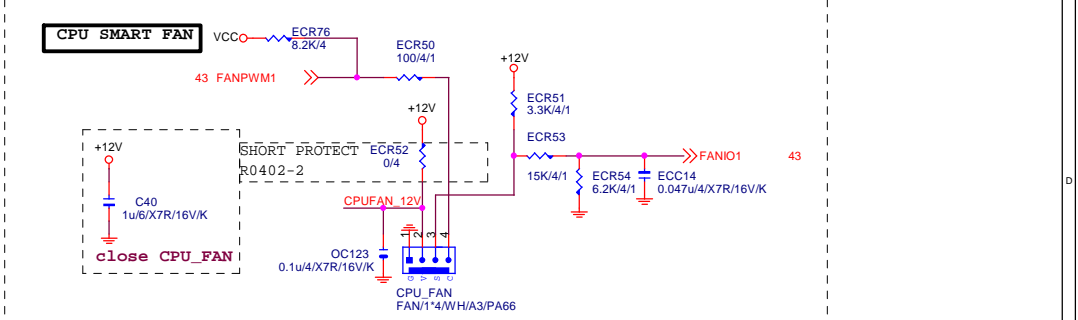 CPU SMART FAN
VCC
ECR76
8.2K/4
ECR50
100/4/1
43 FANPWM1
+12V
ECR51
3.3K/4/1
+12V
ECR53
15K/4/1
FANIO1 43
ECR54
6.2K/4/1
ECC14
0.047u/4/X7R/16V/K
SHORT PROTECT
R0402-2
ECR52
0/4
+12V
C40
1u/6/X7R/16V/K
close CPU_FAN
CPUFAN_12V
OC123
0.1u/4/X7R/16V/K
1 2 3 4
G V S C
CPU_FAN
FAN/1*4/WH/A3/PA66
D